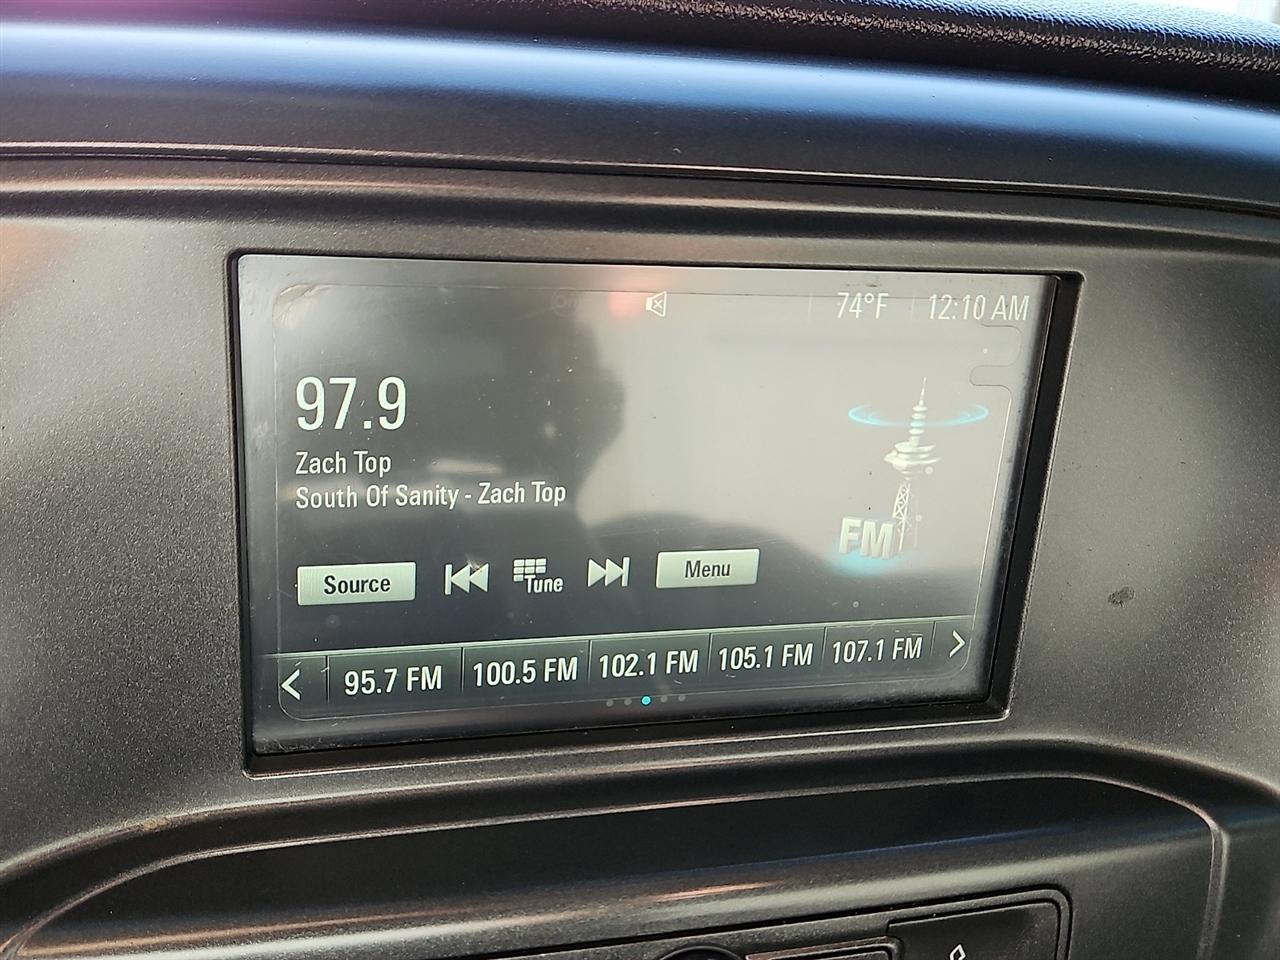 74°F 12:10 AM
97.9
Zach Top
South Of Sanity - Zach Top
FM
Source Tune Menu
95.7 FM 100.5 FM 102.1 FM 105.1 FM 107.1 FM